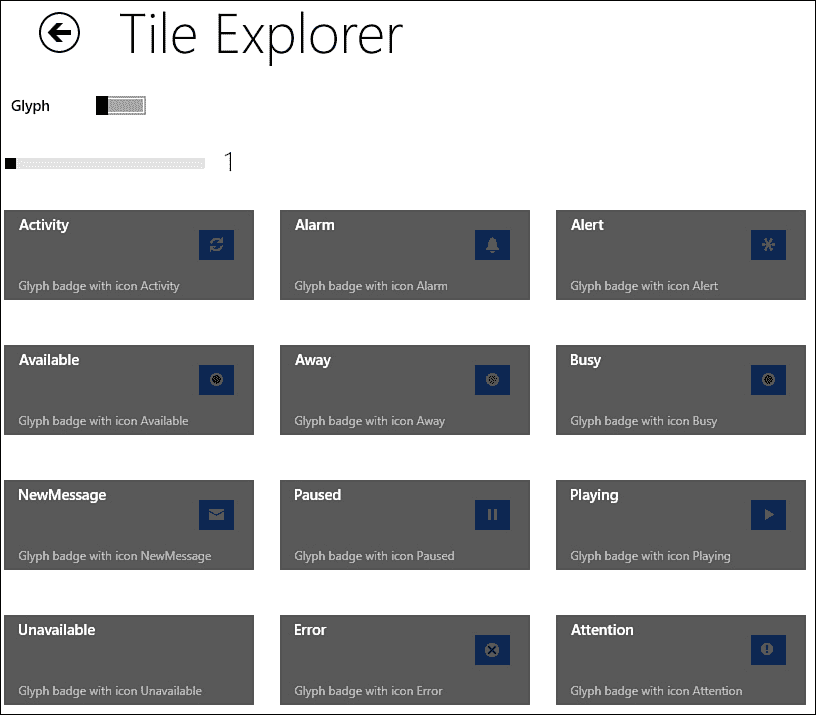 Tile Explorer
Glyph
1
Activity
Glyph badge with icon Activity
Alarm
Glyph badge with icon Alarm
Alert
Glyph badge with icon Alert
Available
Glyph badge with icon Available
Away
Glyph badge with icon Away
Busy
Glyph badge with icon Busy
NewMessage
Glyph badge with icon NewMessage
Paused
Glyph badge with icon Paused
Playing
Glyph badge with icon Playing
Unavailable
Glyph badge with icon Unavailable
Error
Glyph badge with icon Error
Attention
Glyph badge with icon Attention